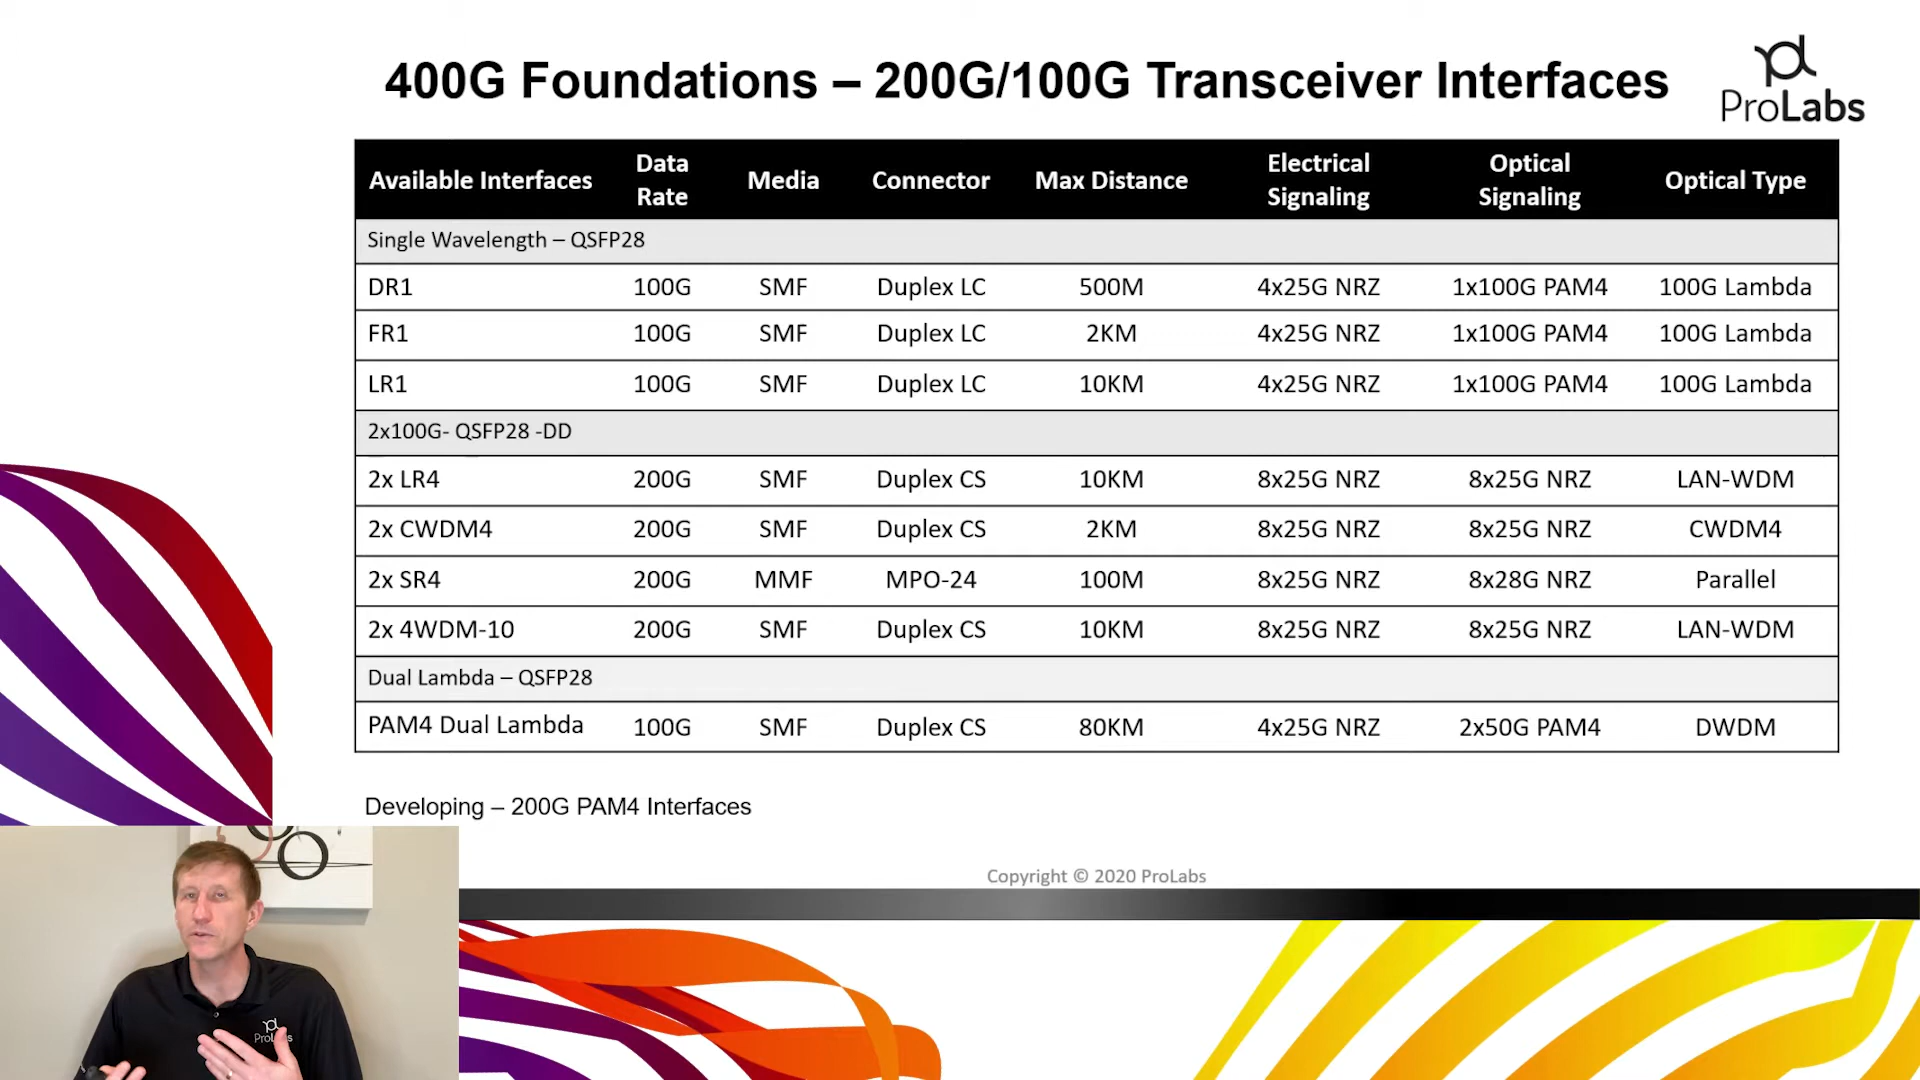 400G Foundations – 200G/100G Transceiver Interfaces
ProLabs
Available Interfaces Data Rate Media Connector Max Distance Electrical Signaling Optical Signaling Optical Type
Single Wavelength – QSFP28
DR1 100G SMF Duplex LC 500M 4x25G NRZ 1x100G PAM4 100G Lambda
FR1 100G SMF Duplex LC 2KM 4x25G NRZ 1x100G PAM4 100G Lambda
LR1 100G SMF Duplex LC 10KM 4x25G NRZ 1x100G PAM4 100G Lambda
2x100G- QSFP28 -DD
2x LR4 200G SMF Duplex CS 10KM 8x25G NRZ 8x25G NRZ LAN-WDM
2x CWDM4 200G SMF Duplex CS 2KM 8x25G NRZ 8x25G NRZ CWDM4
2x SR4 200G MMF MPO-24 100M 8x25G NRZ 8x28G NRZ Parallel
2x 4WDM-10 200G SMF Duplex CS 10KM 8x25G NRZ 8x25G NRZ LAN-WDM
Dual Lambda – QSFP28
PAM4 Dual Lambda 100G SMF Duplex CS 80KM 4x25G NRZ 2x50G PAM4 DWDM
Developing – 200G PAM4 Interfaces
Copyright © 2020 ProLabs
ProLabs